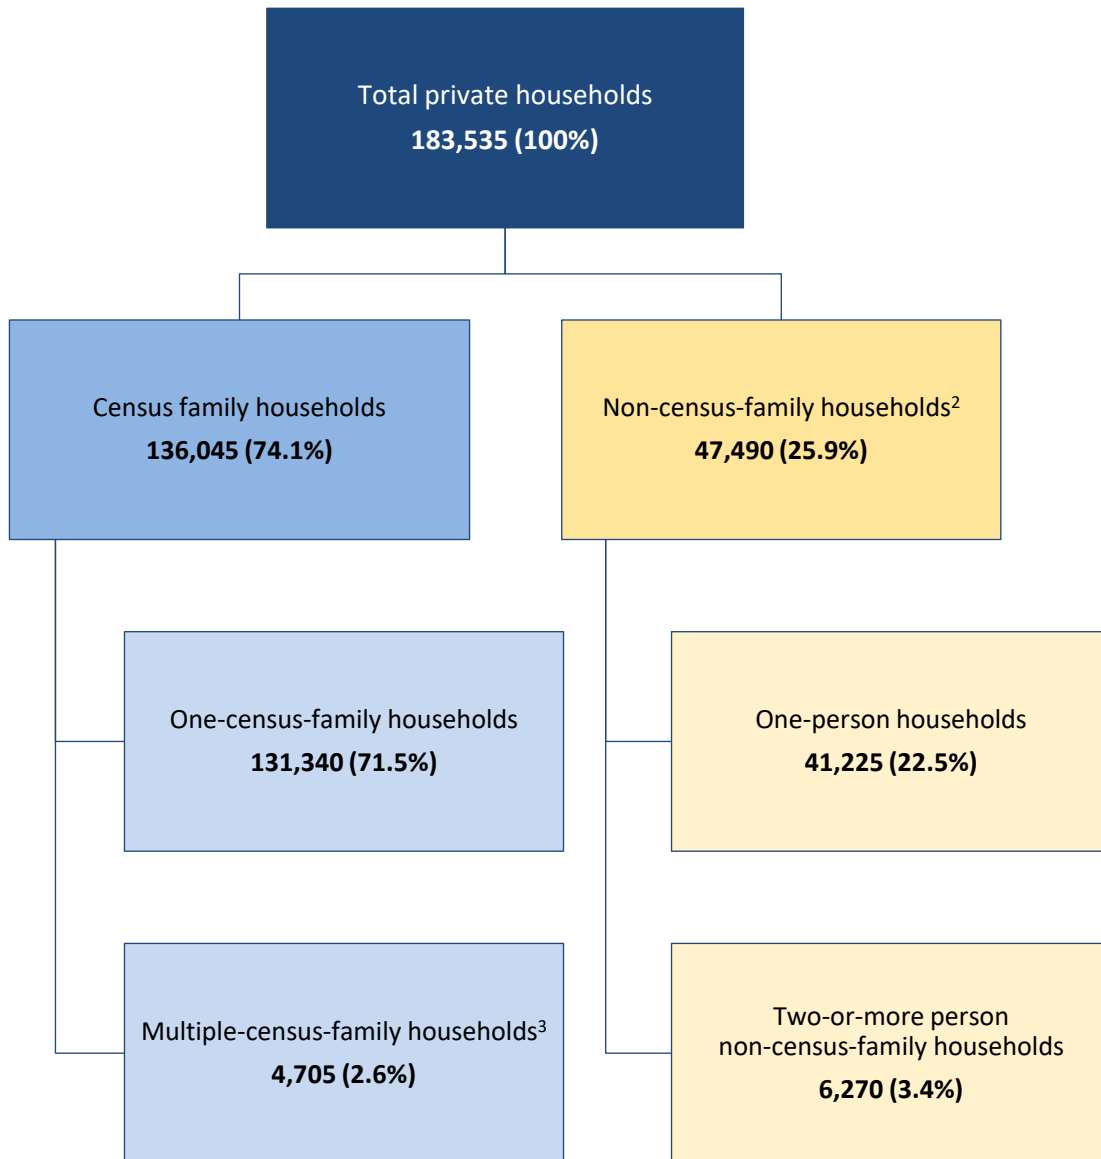 Total private households
183,535 (100%)
Census family households
136,045 (74.1%)
Non-census-family households²
47,490 (25.9%)
One-census-family households
131,340 (71.5%)
One-person households
41,225 (22.5%)
Multiple-census-family households³
4,705 (2.6%)
Two-or-more person
non-census-family households
6,270 (3.4%)